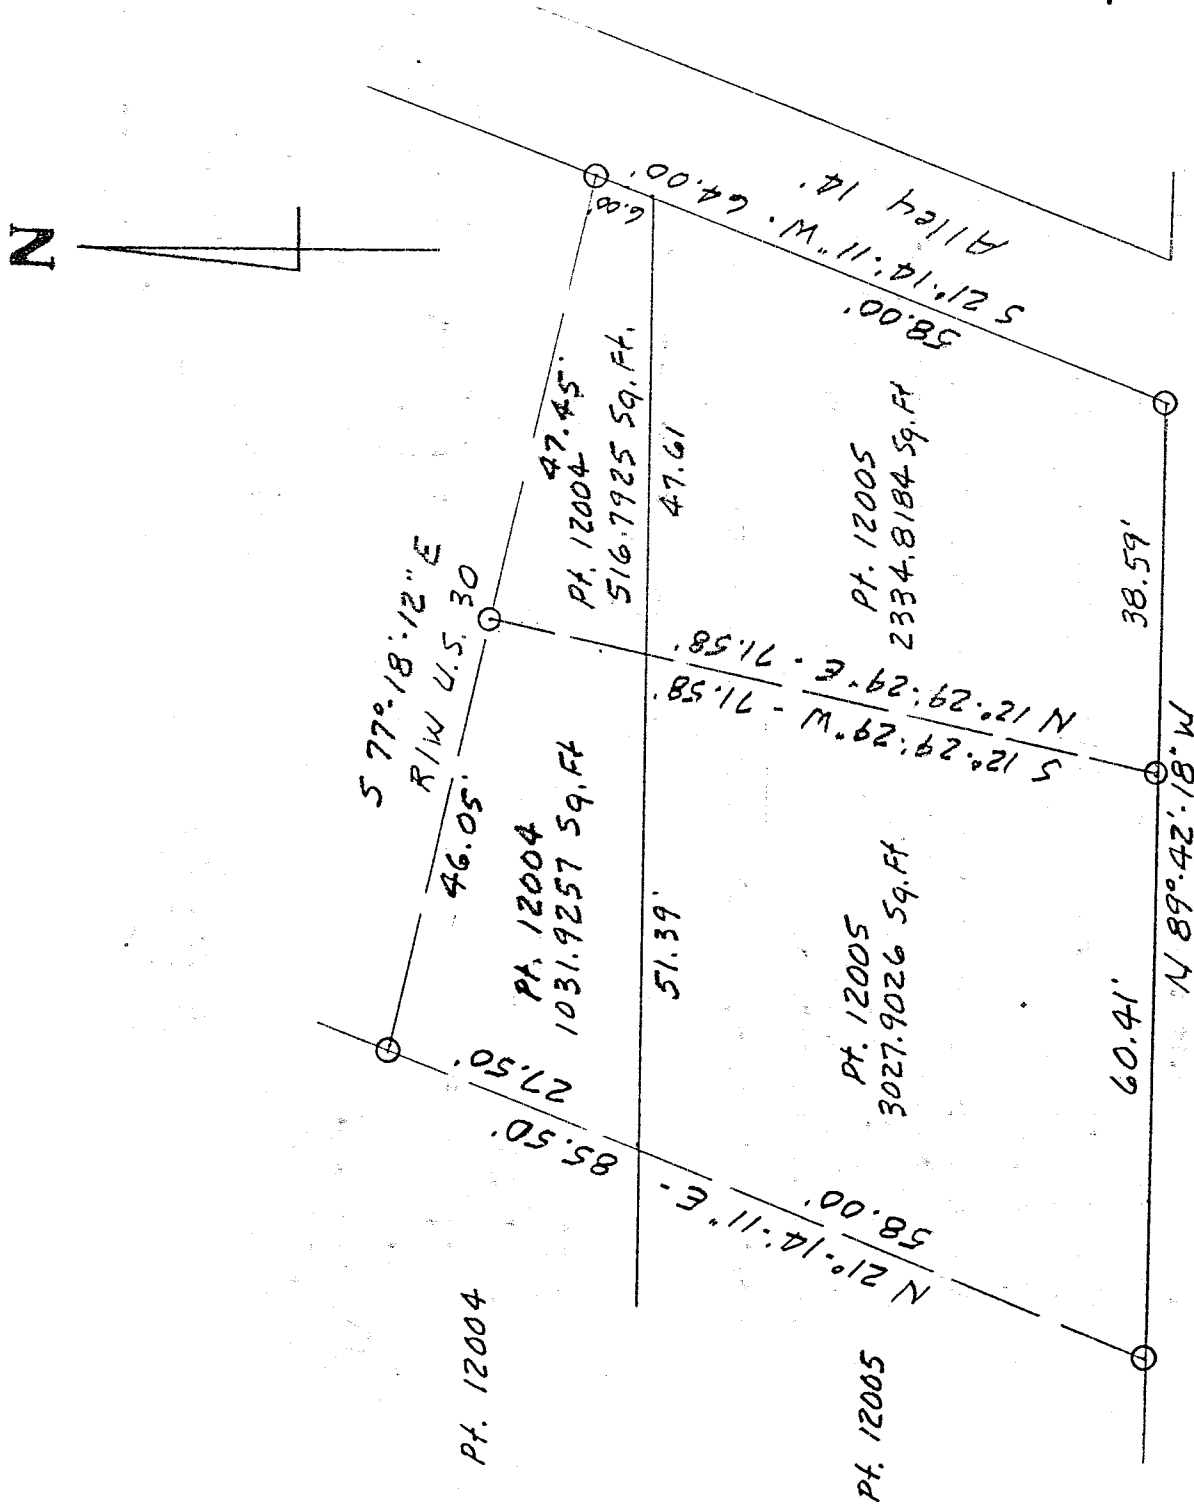 N
S 77°-18'-12" E
R/W U.S. 30
46.05'
47.45'
6.00'
S 21°-14'-11" W - 64.00'
58.00'
Alley 14'
Pt. 12004
1031.9257 Sq.Ft
Pt. 12004
516.7925 Sq.Ft.
27.50'
N 21°-14'-11" E - 85.50'
58.00'
51.39'
47.61
S 12°-29'-29" W - 71.58'
N 12°-29'-29" E - 71.58'
Pt. 12005
3027.9026 Sq.Ft.
Pt. 12005
2334.8184 Sq.Ft
60.41'
38.59'
N 89°-42'-18" W
Pt. 12004
Pt. 12005